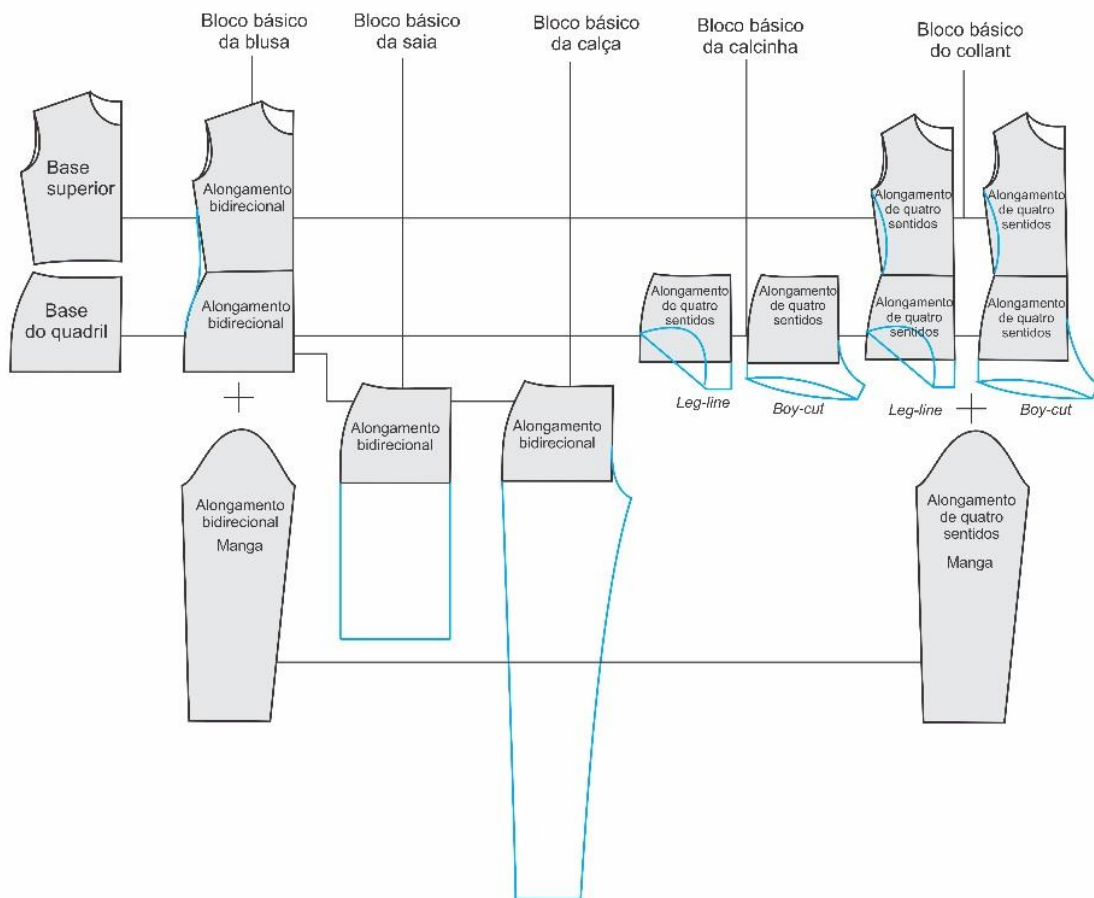 Bloco básico
da blusa
Bloco básico
da saia
Bloco básico
da calça
Bloco básico
da calcinha
Bloco básico
do collant
Base
superior
Alongamento
bidirecional
Alongamento
de quatro
sentidos
Alongamento
de quatro
sentidos
Base
do quadril
Alongamento
bidirecional
Alongamento
de quatro
sentidos
Alongamento
de quatro
sentidos
Alongamento
de quatro
sentidos
Alongamento
de quatro
sentidos
Leg-line
Boy-cut
Leg-line
Boy-cut
Alongamento
bidirecional
Alongamento
bidirecional
Alongamento
bidirecional
Manga
Alongamento
de quatro
sentidos
Manga